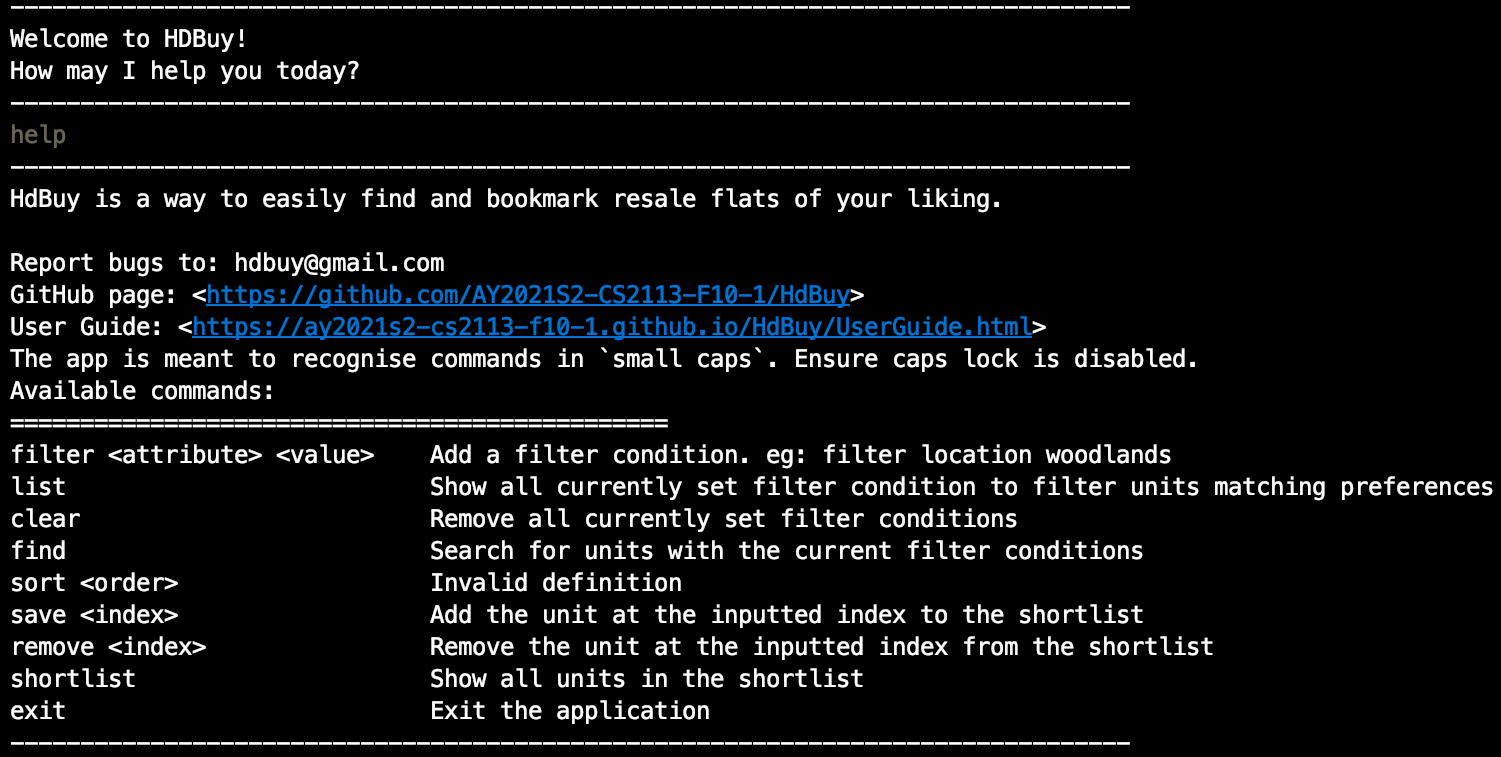 --------------------------------------------------------------------------------
Welcome to HDBuy!
How may I help you today?
--------------------------------------------------------------------------------
help
--------------------------------------------------------------------------------
HdBuy is a way to easily find and bookmark resale flats of your liking.

Report bugs to: hdbuy@gmail.com
GitHub page: <https://github.com/AY2021S2-CS2113-F10-1/HdBuy>
User Guide: <https://ay2021s2-cs2113-f10-1.github.io/HdBuy/UserGuide.html>
The app is meant to recognise commands in `small caps`. Ensure caps lock is disabled.
Available commands:
===============================================
filter <attribute> <value>    Add a filter condition. eg: filter location woodlands
list                          Show all currently set filter condition to filter units matching preferences
clear                         Remove all currently set filter conditions
find                          Search for units with the current filter conditions
sort <order>                  Invalid definition
save <index>                  Add the unit at the inputted index to the shortlist
remove <index>                Remove the unit at the inputted index from the shortlist
shortlist                     Show all units in the shortlist
exit                          Exit the application
--------------------------------------------------------------------------------